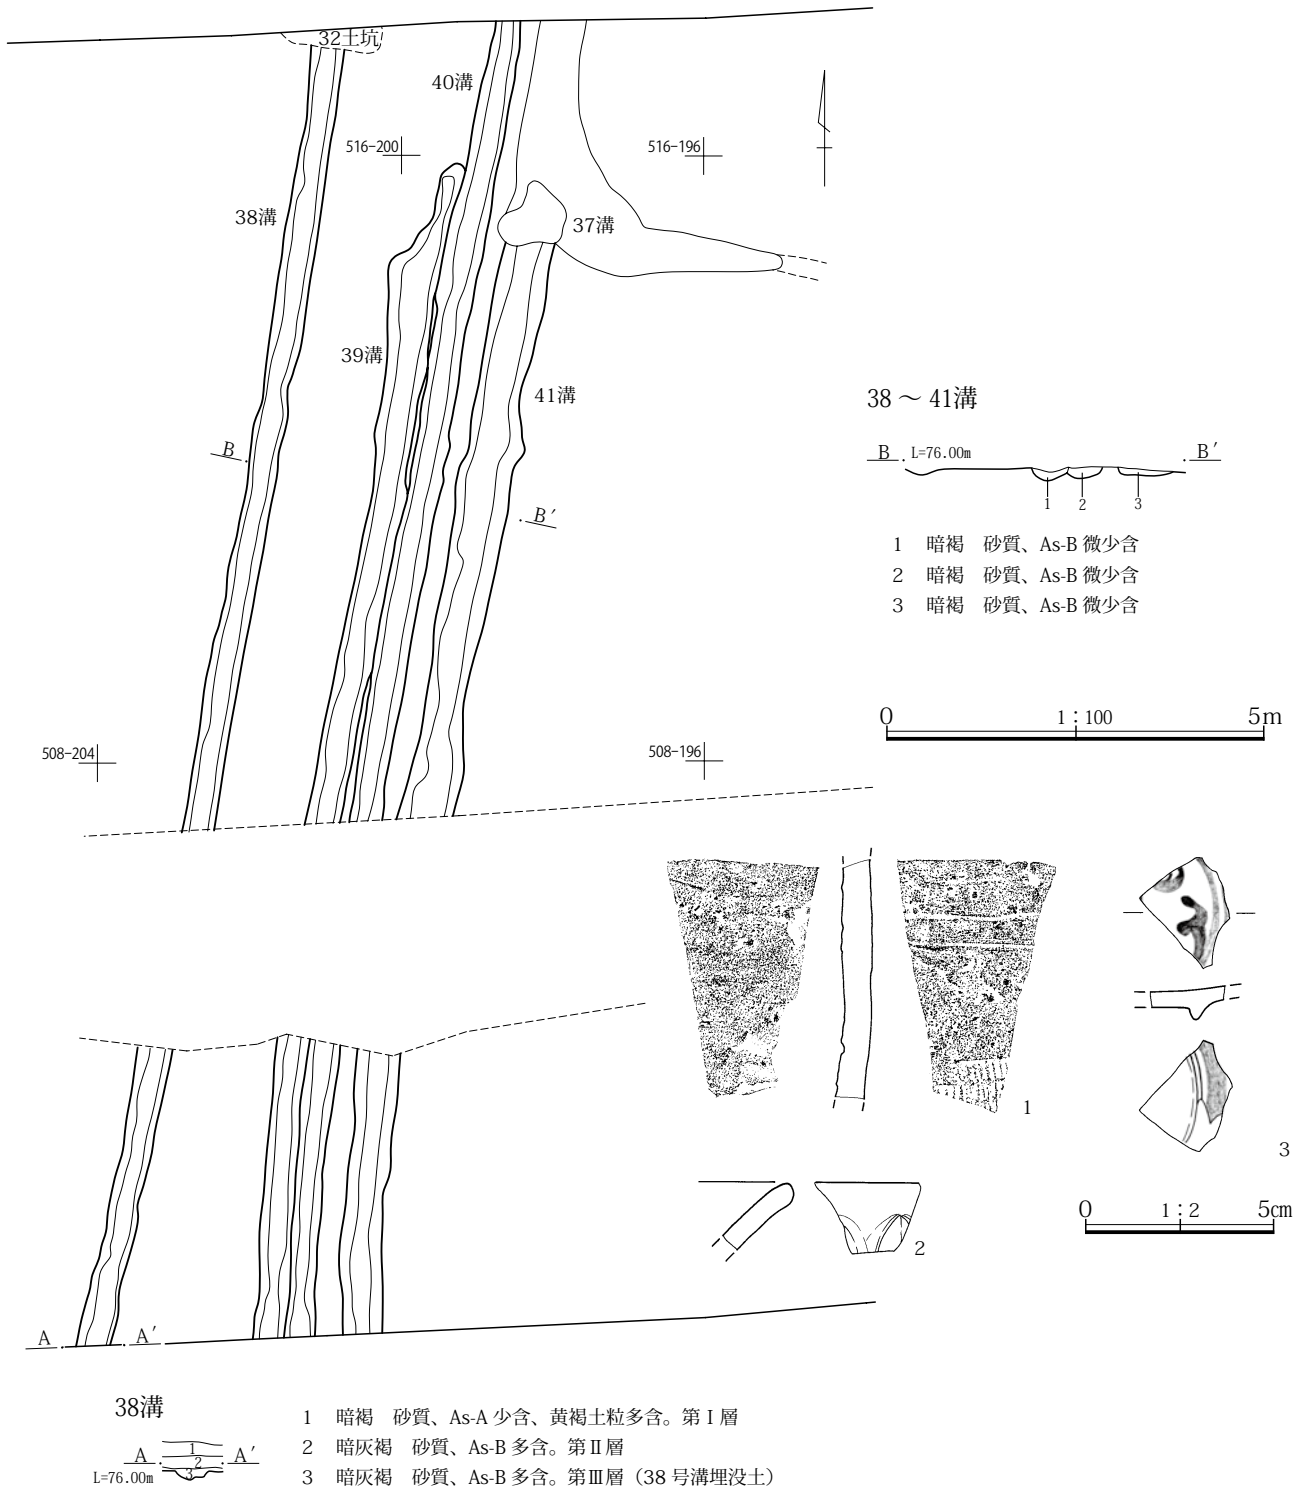 32土坑
40溝
516-200
516-196
38溝
37溝
39溝
41溝
38 ～ 41溝
B
B L=76.00m B′
1 2 3
B′
1 暗褐 砂質、As-B 微少含
2 暗褐 砂質、As-B 微少含
3 暗褐 砂質、As-B 微少含
0 1：100 5m
508-204
508-196
1
3
0 1：2 5cm
2
A A′
38溝
1 暗褐 砂質、As-A 少含、黄褐土粒多含。第Ⅰ層
A 1 A′
2
2 暗灰褐 砂質、As-B 多含。第Ⅱ層
L=76.00m 3
3 暗灰褐 砂質、As-B 多含。第Ⅲ層（38 号溝埋没土）